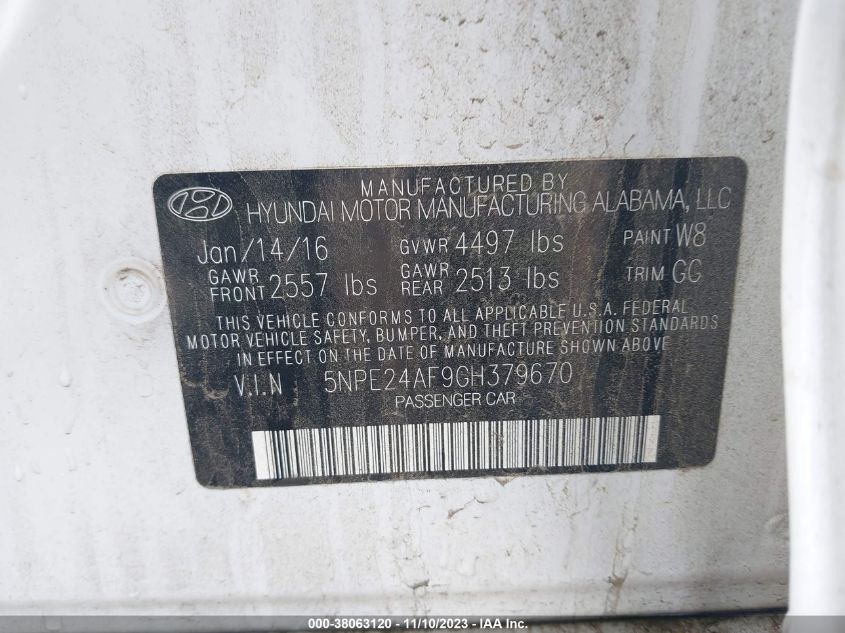 MANUFACTURED BY
HYUNDAI MOTOR MANUFACTURING ALABAMA, LLC
Jan/14/16 GVWR 4497 lbs PAINT W8
GAWR FRONT 2557 lbs GAWR REAR 2513 lbs TRIM GC
THIS VEHICLE CONFORMS TO ALL APPLICABLE U.S.A. FEDERAL
MOTOR VEHICLE SAFETY, BUMPER, AND THEFT PREVENTION STANDARDS
IN EFFECT ON THE DATE OF MANUFACTURE SHOWN ABOVE
V.I.N 5NPE24AF9GH379670
PASSENGER CAR
000-38063120 - 11/10/2023 - IAA Inc.